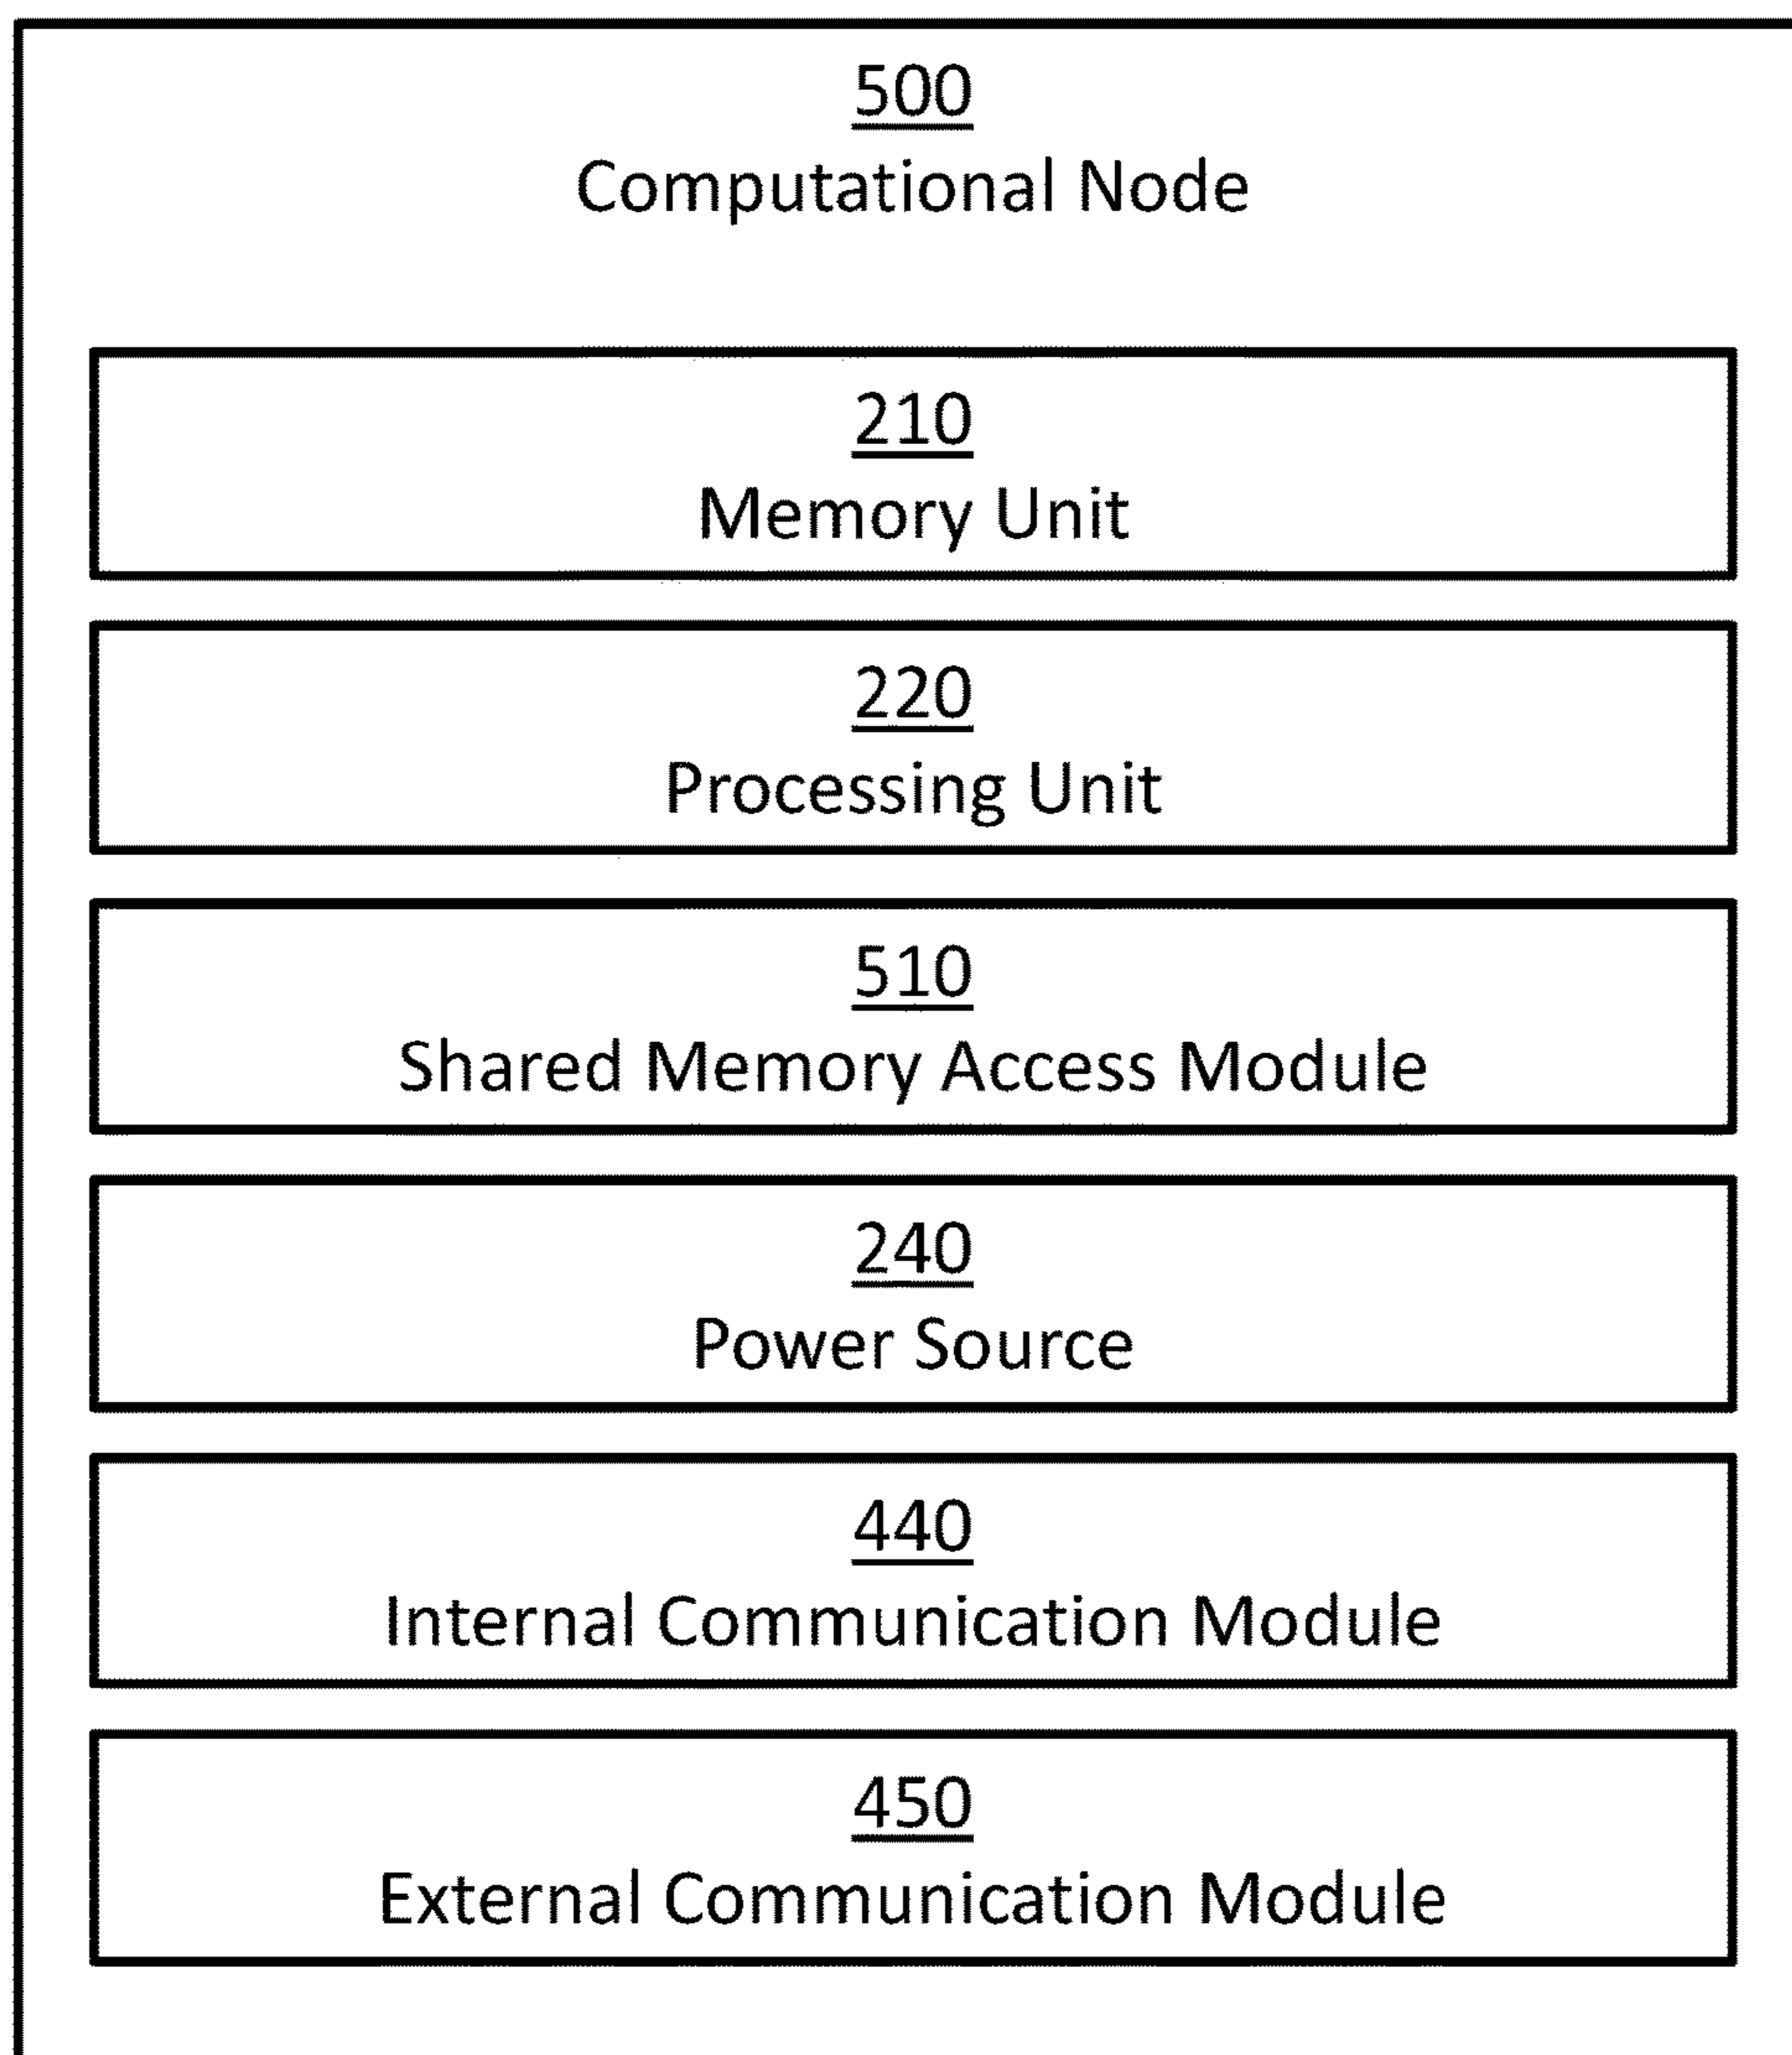 500
Computational Node
210
Memory Unit
220
Processing Unit
510
Shared Memory Access Module
240
Power Source
440
Internal Communication Module
450
External Communication Module